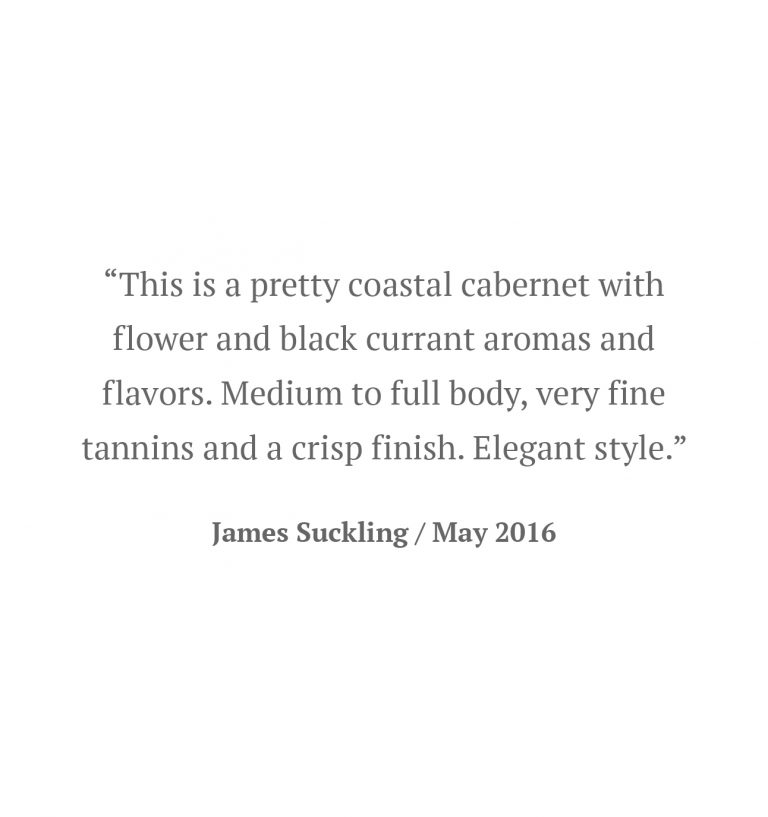 “This is a pretty coastal cabernet with
flower and black currant aromas and
flavors. Medium to full body, very fine
tannins and a crisp finish. Elegant style.”
James Suckling / May 2016